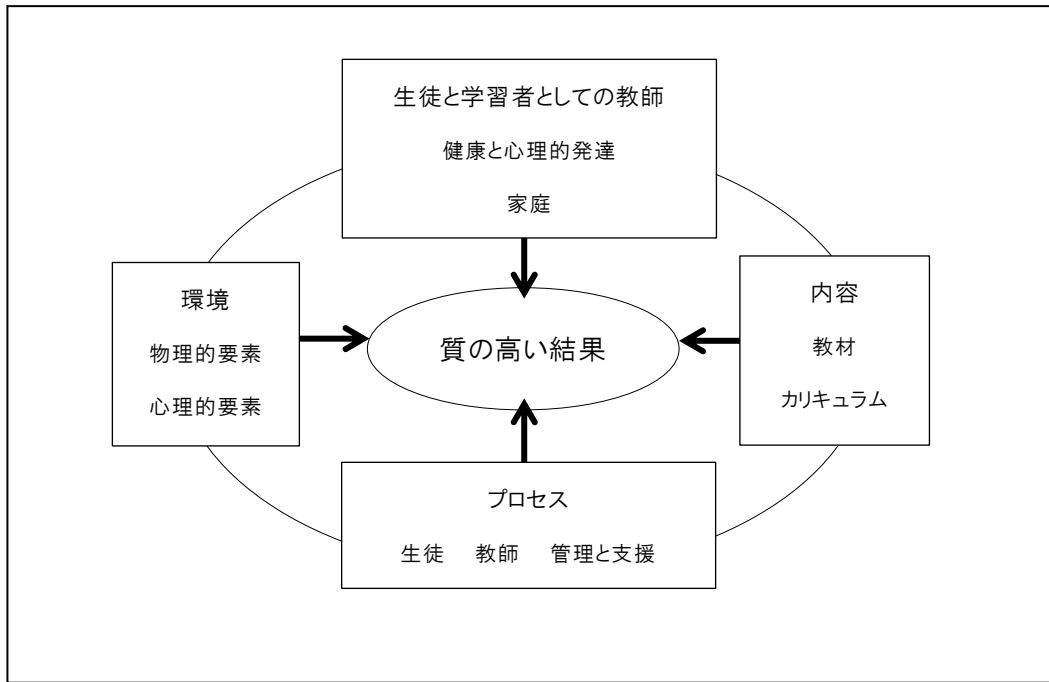 生徒と学習者としての教師
健康と心理的発達
家庭
環境
物理的要素
心理的要素
質の高い結果
内容
教材
カリキュラム
プロセス
生徒 教師 管理と支援